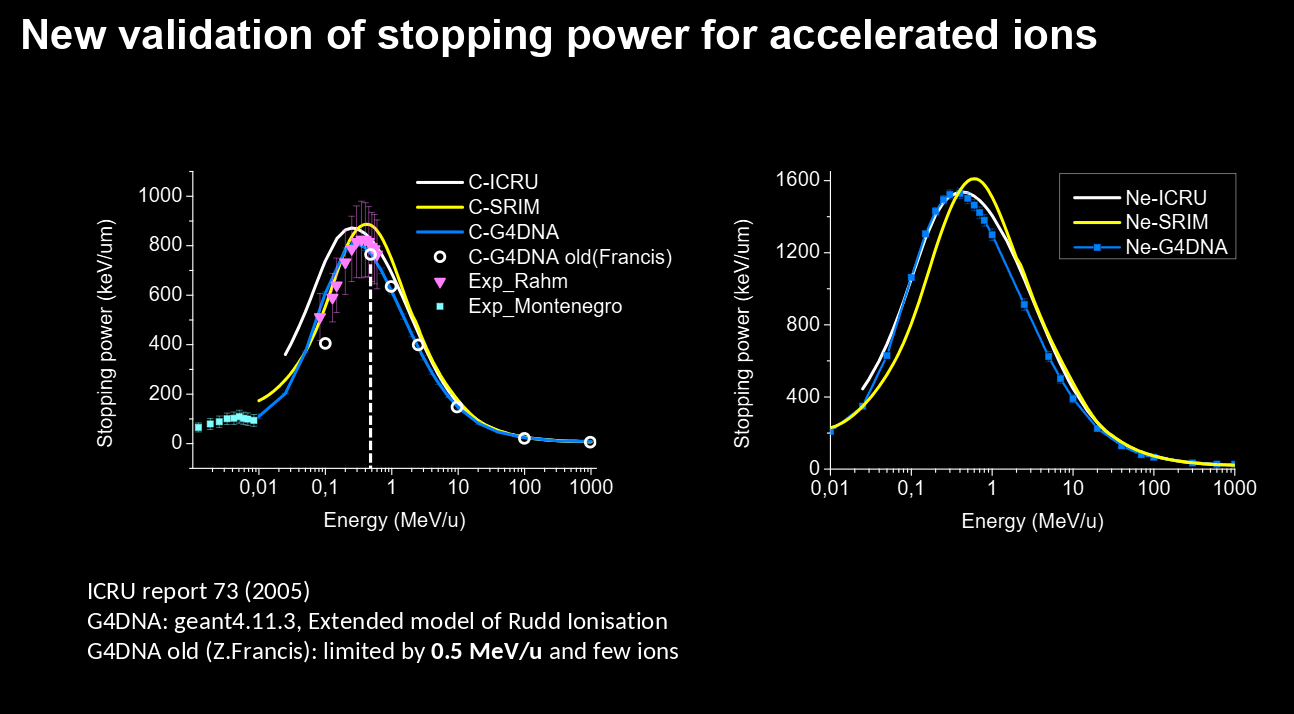 New validation of stopping power for accelerated ions
Stopping power (keV/um)
1000
800
600
400
200
0
0,01
0,1
1
10
100
1000
Energy (MeV/u)
C-ICRU
C-SRIM
C-G4DNA
C-G4DNA old(Francis)
Exp_Rahm
Exp_Montenegro
Stopping power (keV/um)
1600
1200
800
400
0
0,01
0,1
1
10
100
1000
Energy (MeV/u)
Ne-ICRU
Ne-SRIM
Ne-G4DNA
ICRU report 73 (2005)
G4DNA: geant4.11.3, Extended model of Rudd Ionisation
G4DNA old (Z.Francis): limited by 0.5 MeV/u and few ions